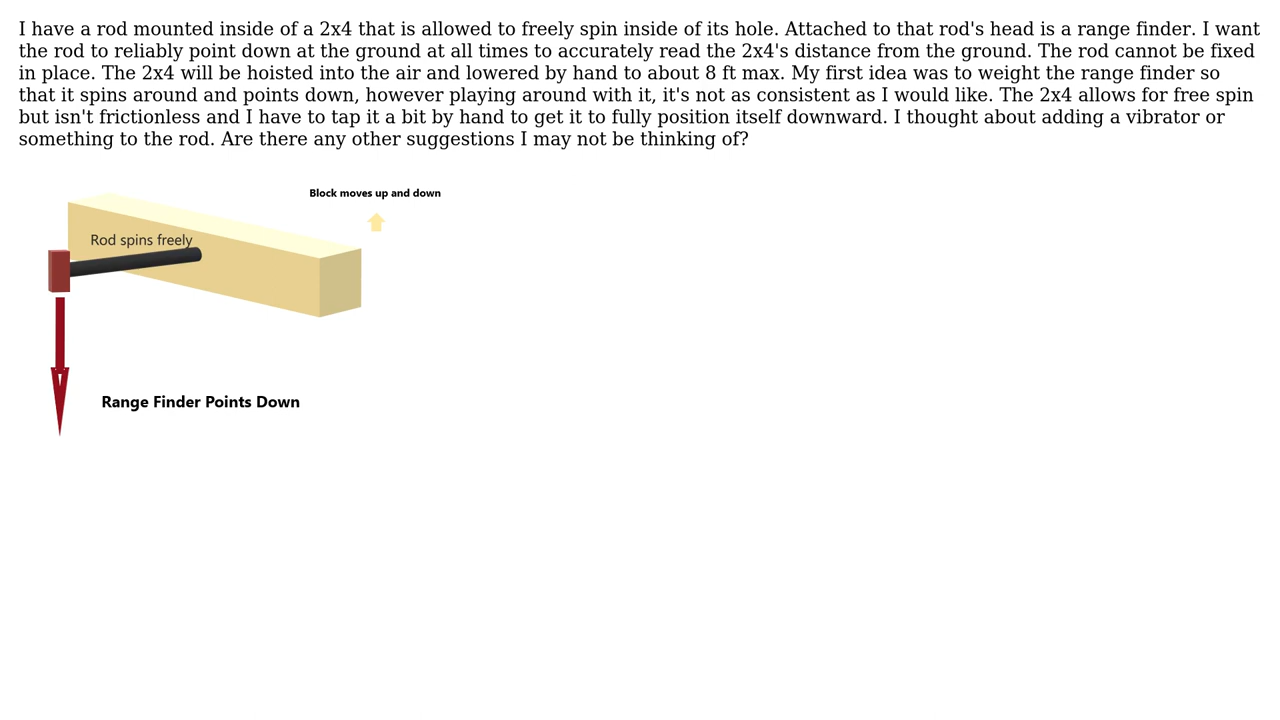 I have a rod mounted inside of a 2x4 that is allowed to freely spin inside of its hole. Attached to that rod's head is a range finder. I want
the rod to reliably point down at the ground at all times to accurately read the 2x4's distance from the ground. The rod cannot be fixed
in place. The 2x4 will be hoisted into the air and lowered by hand to about 8 ft max. My first idea was to weight the range finder so
that it spins around and points down, however playing around with it, it's not as consistent as I would like. The 2x4 allows for free spin
but isn't frictionless and I have to tap it a bit by hand to get it to fully position itself downward. I thought about adding a vibrator or
something to the rod. Are there any other suggestions I may not be thinking of?
Block moves up and down
Rod spins freely
Range Finder Points Down